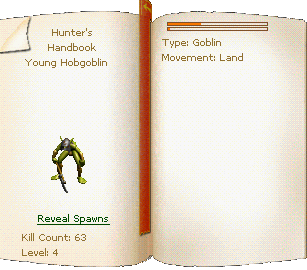 Hunter's
Handbook
Young Hobgoblin
Reveal Spawns
Kill Count: 63
Level: 4
Type: Goblin
Movement: Land